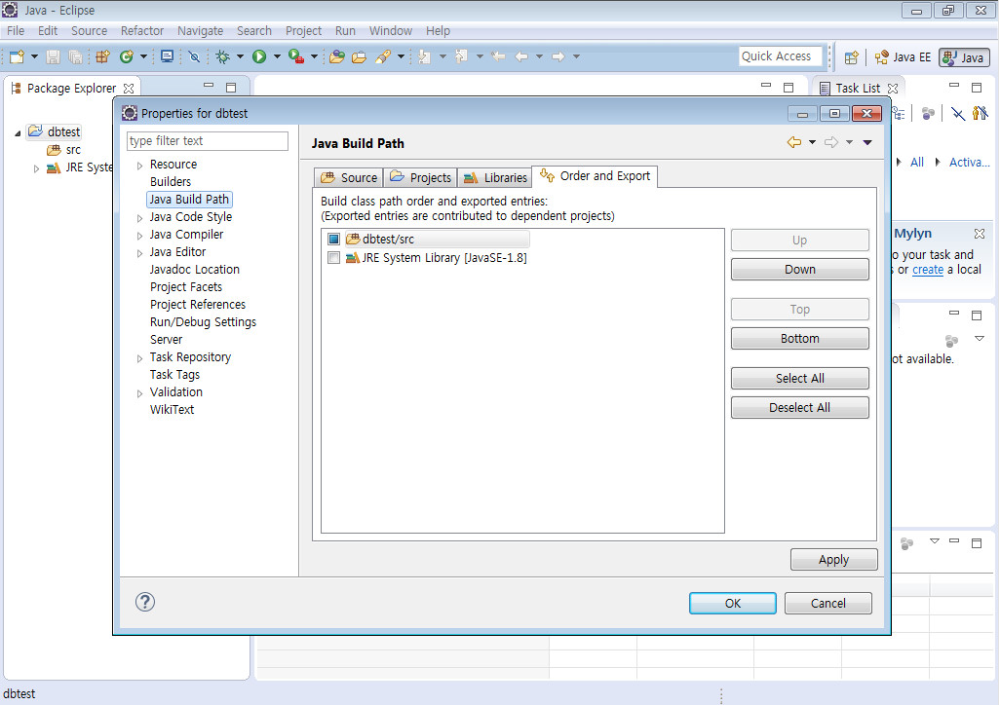 Java - Eclipse
File Edit Source Refactor Navigate Search Project Run Window Help
Quick Access
Java EE
Java
Package Explorer
Task List
dbtest
src
JRE Syste
All
Activa...
Mylyn
o your task and
or create a local
ot available.
Properties for dbtest
type filter text
Resource
Builders
Java Build Path
Java Code Style
Java Compiler
Java Editor
Javadoc Location
Project Facets
Project References
Run/Debug Settings
Server
Task Repository
Task Tags
Validation
WikiText
Java Build Path
Source
Projects
Libraries
Order and Export
Build class path order and exported entries:
(Exported entries are contributed to dependent projects)
dbtest/src
JRE System Library [JavaSE-1.8]
Up
Down
Top
Bottom
Select All
Deselect All
Apply
?
OK
Cancel
dbtest